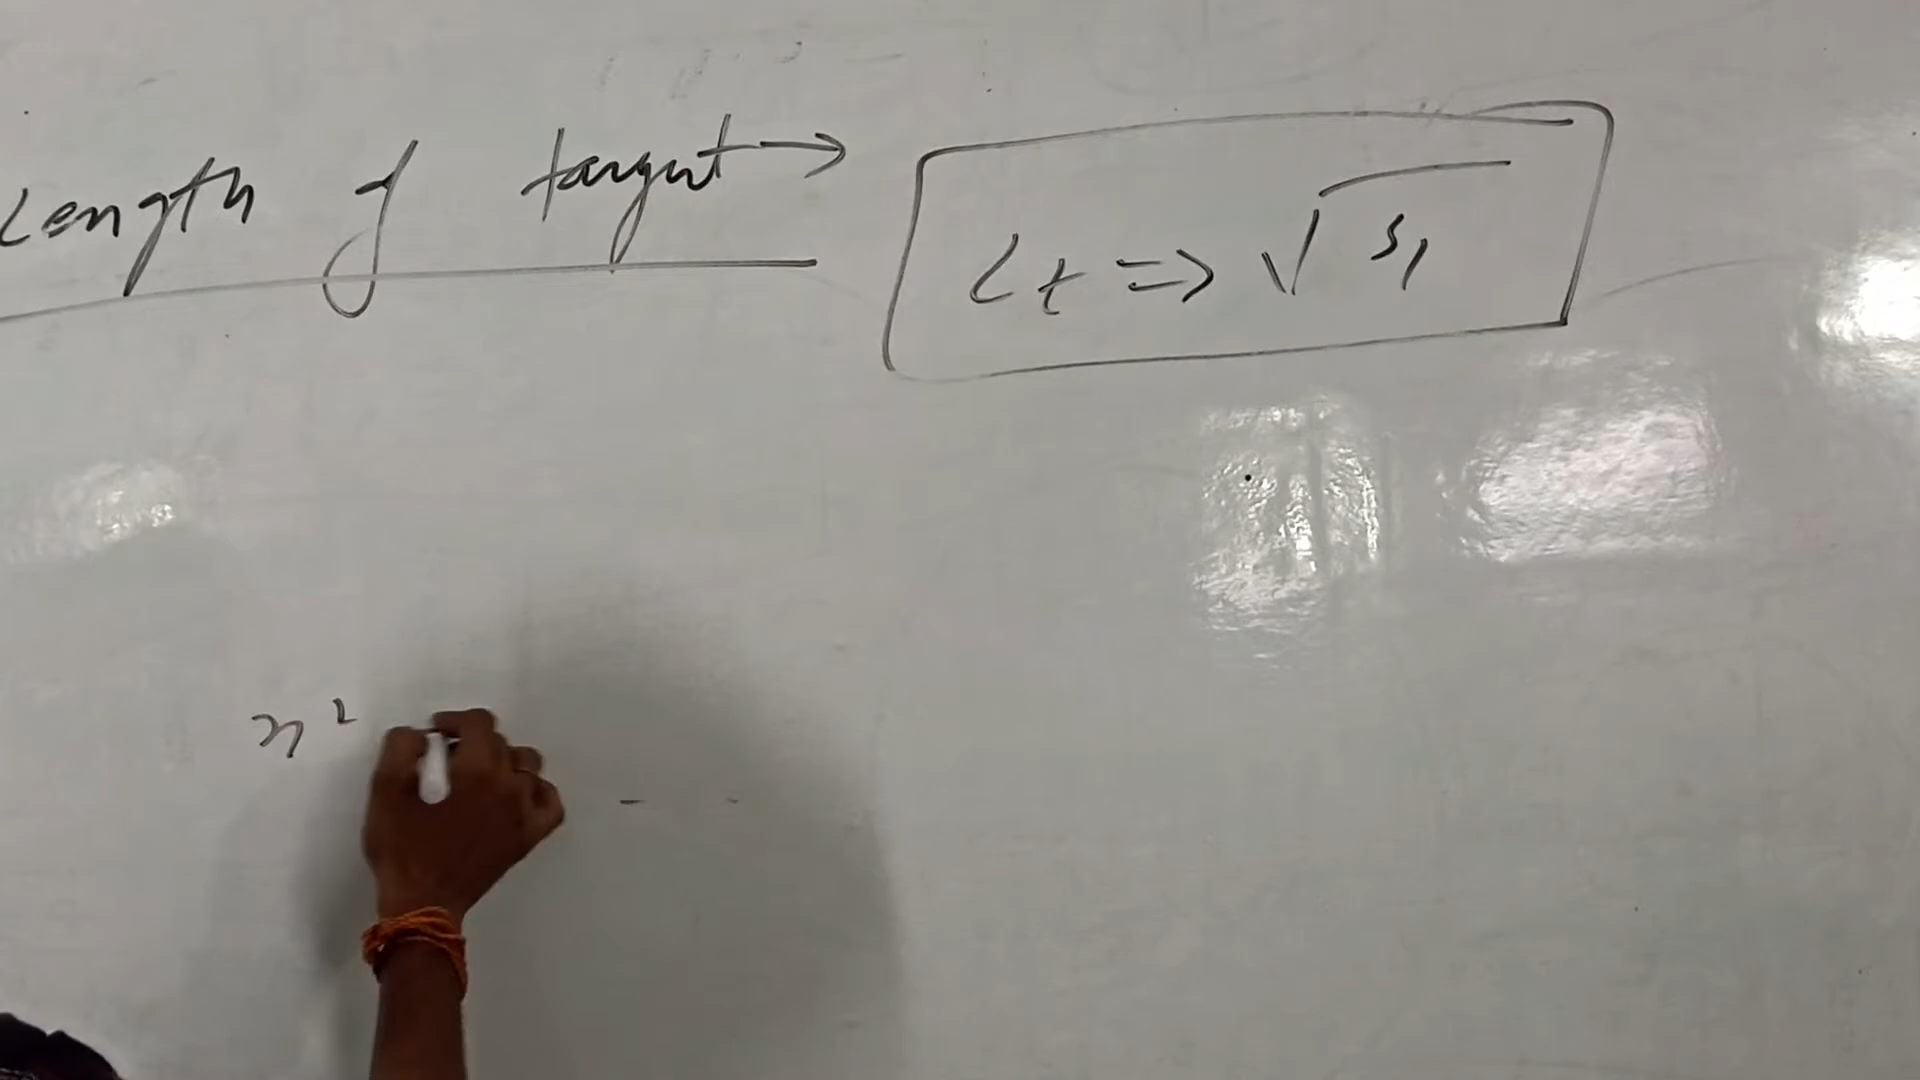 Length of tangent → Lt => √ S₁
x²